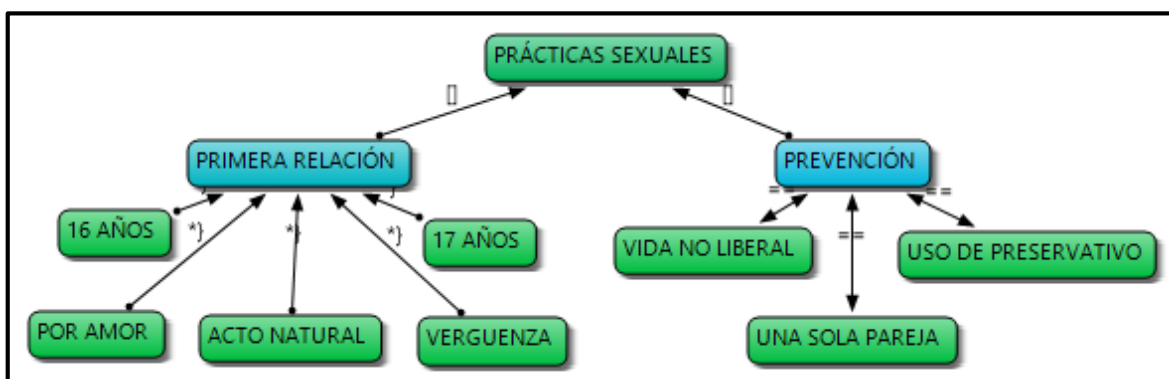 PRÁCTICAS SEXUALES
[]
[]
PRIMERA RELACIÓN
PREVENCIÓN
==
==
16 AÑOS
*}
*}
*}
17 AÑOS
VIDA NO LIBERAL
==
USO DE PRESERVATIVO
POR AMOR
ACTO NATURAL
VERGUENZA
UNA SOLA PAREJA